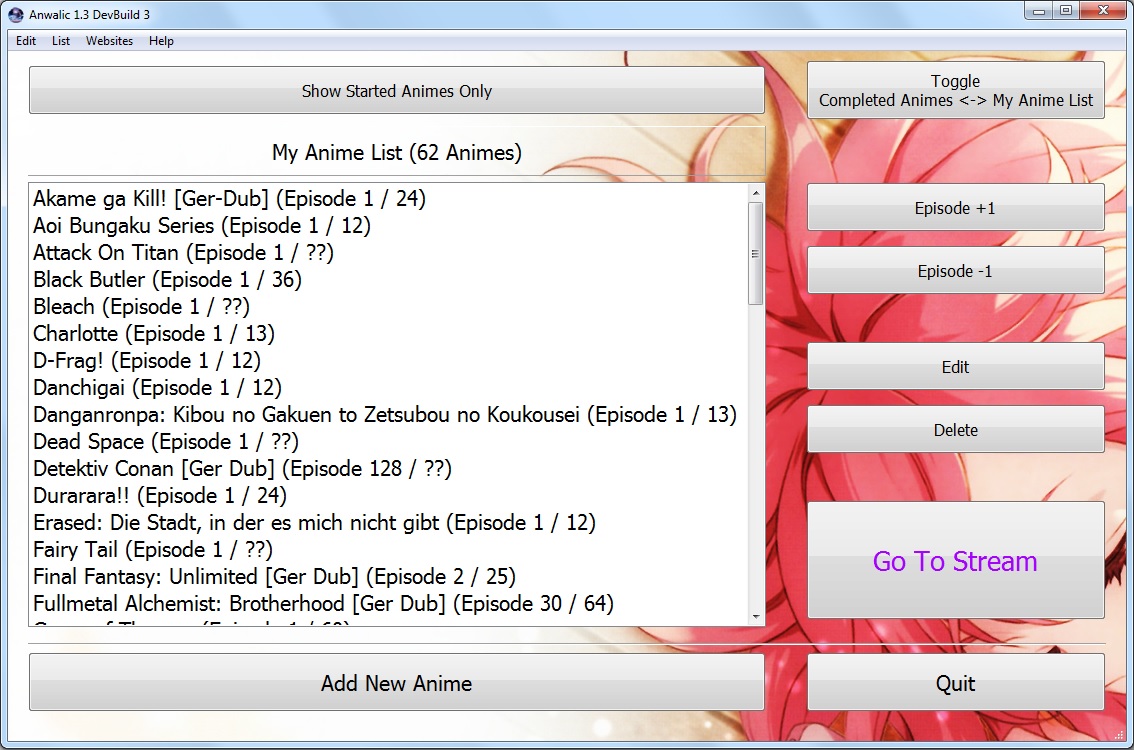 Anwalic 1.3 DevBuild 3
Edit List Websites Help
Show Started Animes Only
Toggle
Completed Animes <-> My Anime List
My Anime List (62 Animes)
Akame ga Kill! [Ger-Dub] (Episode 1 / 24)
Aoi Bungaku Series (Episode 1 / 12)
Attack On Titan (Episode 1 / ??)
Black Butler (Episode 1 / 36)
Bleach (Episode 1 / ??)
Charlotte (Episode 1 / 13)
D-Frag! (Episode 1 / 12)
Danchigai (Episode 1 / 12)
Danganronpa: Kibou no Gakuen to Zetsubou no Koukousei (Episode 1 / 13)
Dead Space (Episode 1 / ??)
Detektiv Conan [Ger Dub] (Episode 128 / ??)
Durarara!! (Episode 1 / 24)
Erased: Die Stadt, in der es mich nicht gibt (Episode 1 / 12)
Fairy Tail (Episode 1 / ??)
Final Fantasy: Unlimited [Ger Dub] (Episode 2 / 25)
Fullmetal Alchemist: Brotherhood [Ger Dub] (Episode 30 / 64)
Episode +1
Episode -1
Edit
Delete
Go To Stream
Add New Anime
Quit